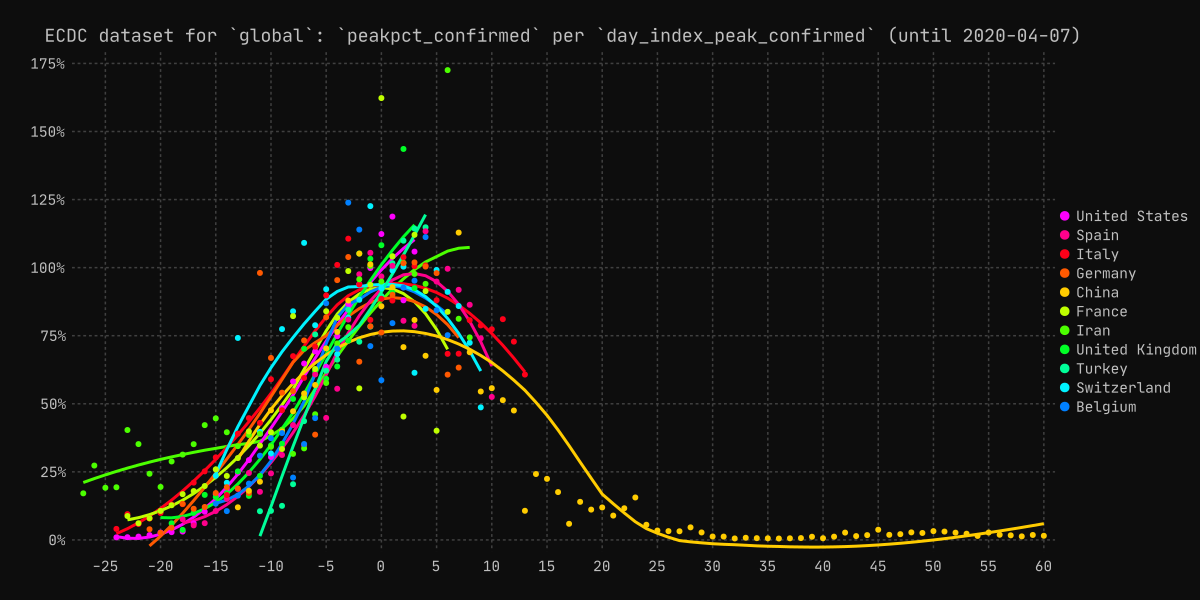 ECDC dataset for `global`: `peakpct_confirmed` per `day_index_peak_confirmed` (until 2020-04-07)
175%
150%
125%
100%
75%
50%
25%
0%
−25 −20 −15 −10 −5 0 5 10 15 20 25 30 35 40 45 50 55 60
United States
Spain
Italy
Germany
China
France
Iran
United Kingdom
Turkey
Switzerland
Belgium